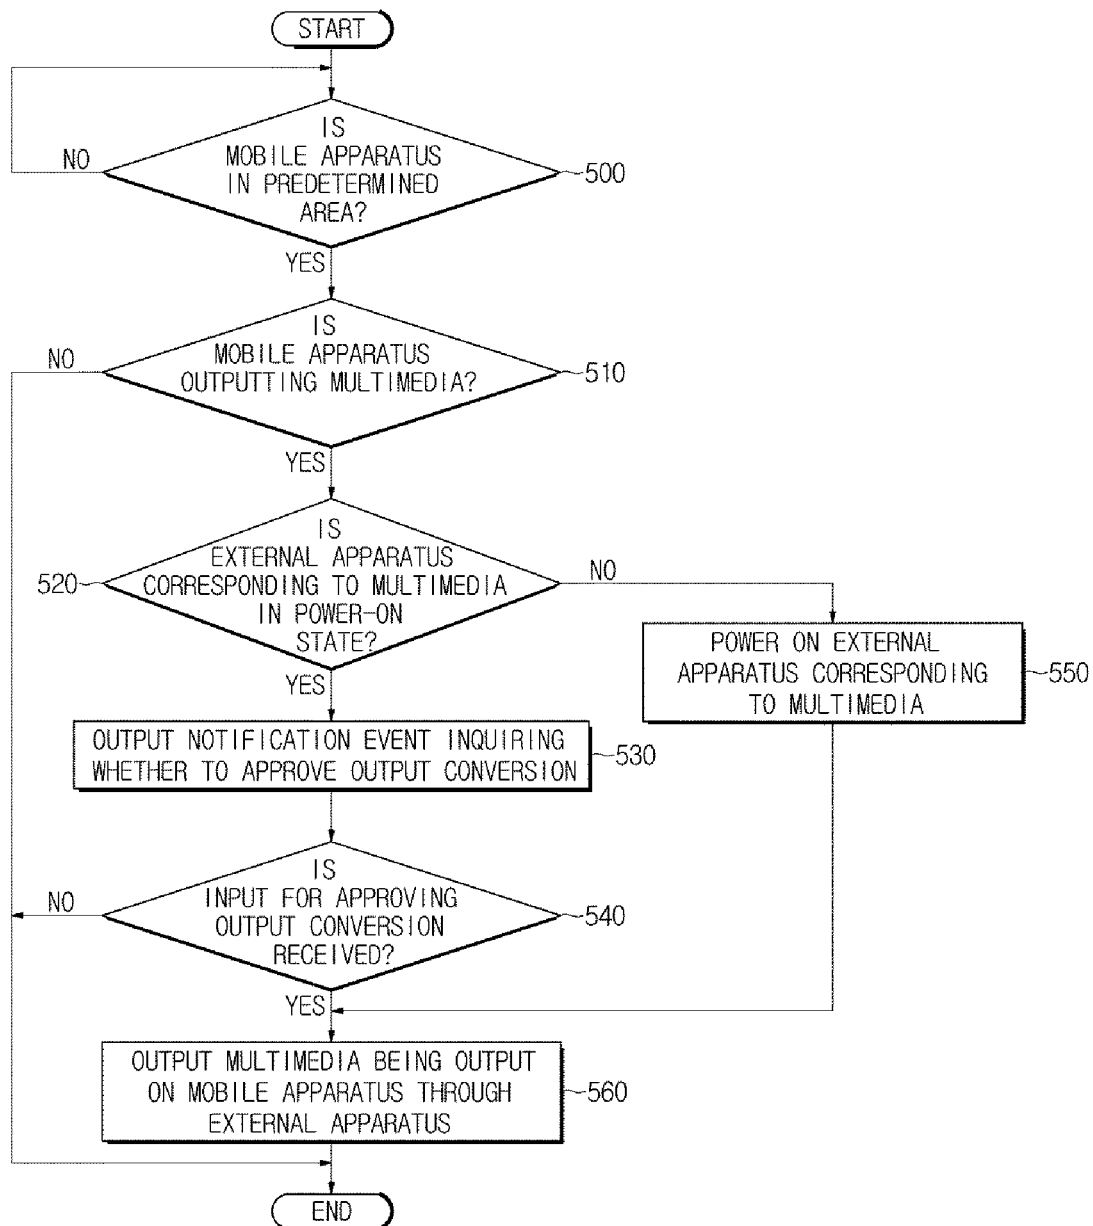 START
IS
MOBILE APPARATUS
IN PREDETERMINED
AREA?
NO
500
YES
IS
MOBILE APPARATUS
OUTPUTTING MULTIMEDIA?
NO
510
YES
IS
EXTERNAL APPARATUS
CORRESPONDING TO MULTIMEDIA
IN POWER-ON
STATE?
520
NO
YES
POWER ON EXTERNAL
APPARATUS CORRESPONDING
TO MULTIMEDIA
550
OUTPUT NOTIFICATION EVENT INQUIRING
WHETHER TO APPROVE OUTPUT CONVERSION
530
IS
INPUT FOR APPROVING
OUTPUT CONVERSION
RECEIVED?
NO
540
YES
OUTPUT MULTIMEDIA BEING OUTPUT
ON MOBILE APPARATUS THROUGH
EXTERNAL APPARATUS
560
END